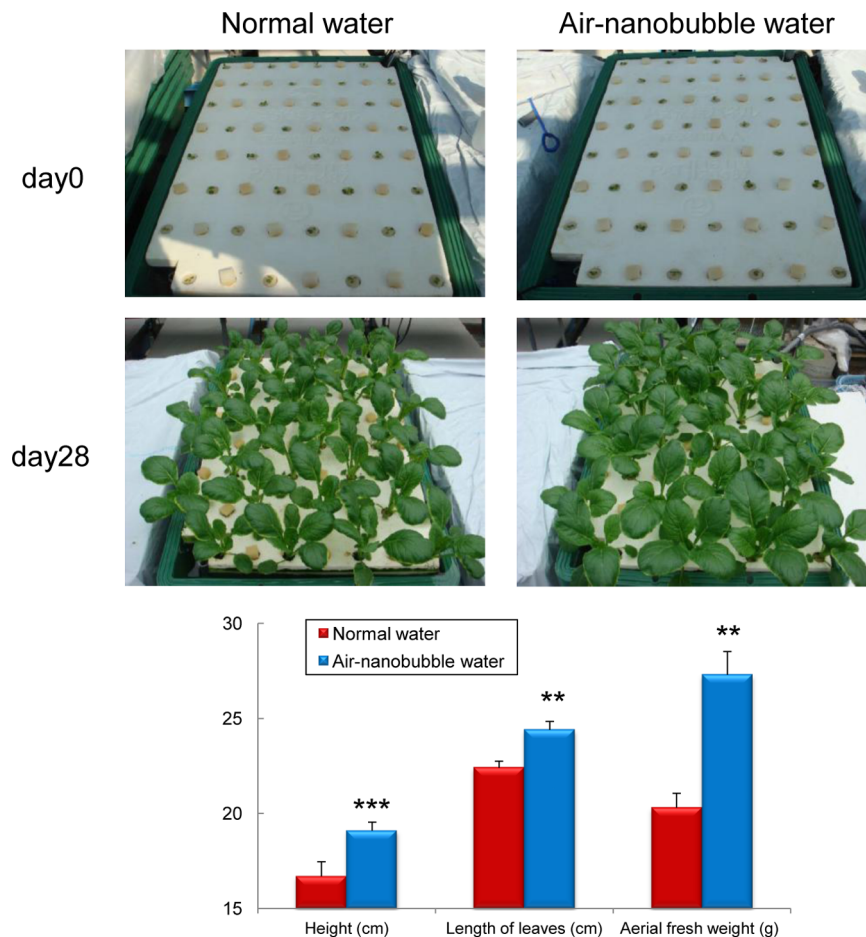 Normal water
Air-nanobubble water
day0
day28
30
25
20
15
Normal water
Air-nanobubble water
***
**
**
Height (cm)
Length of leaves (cm)
Aerial fresh weight (g)